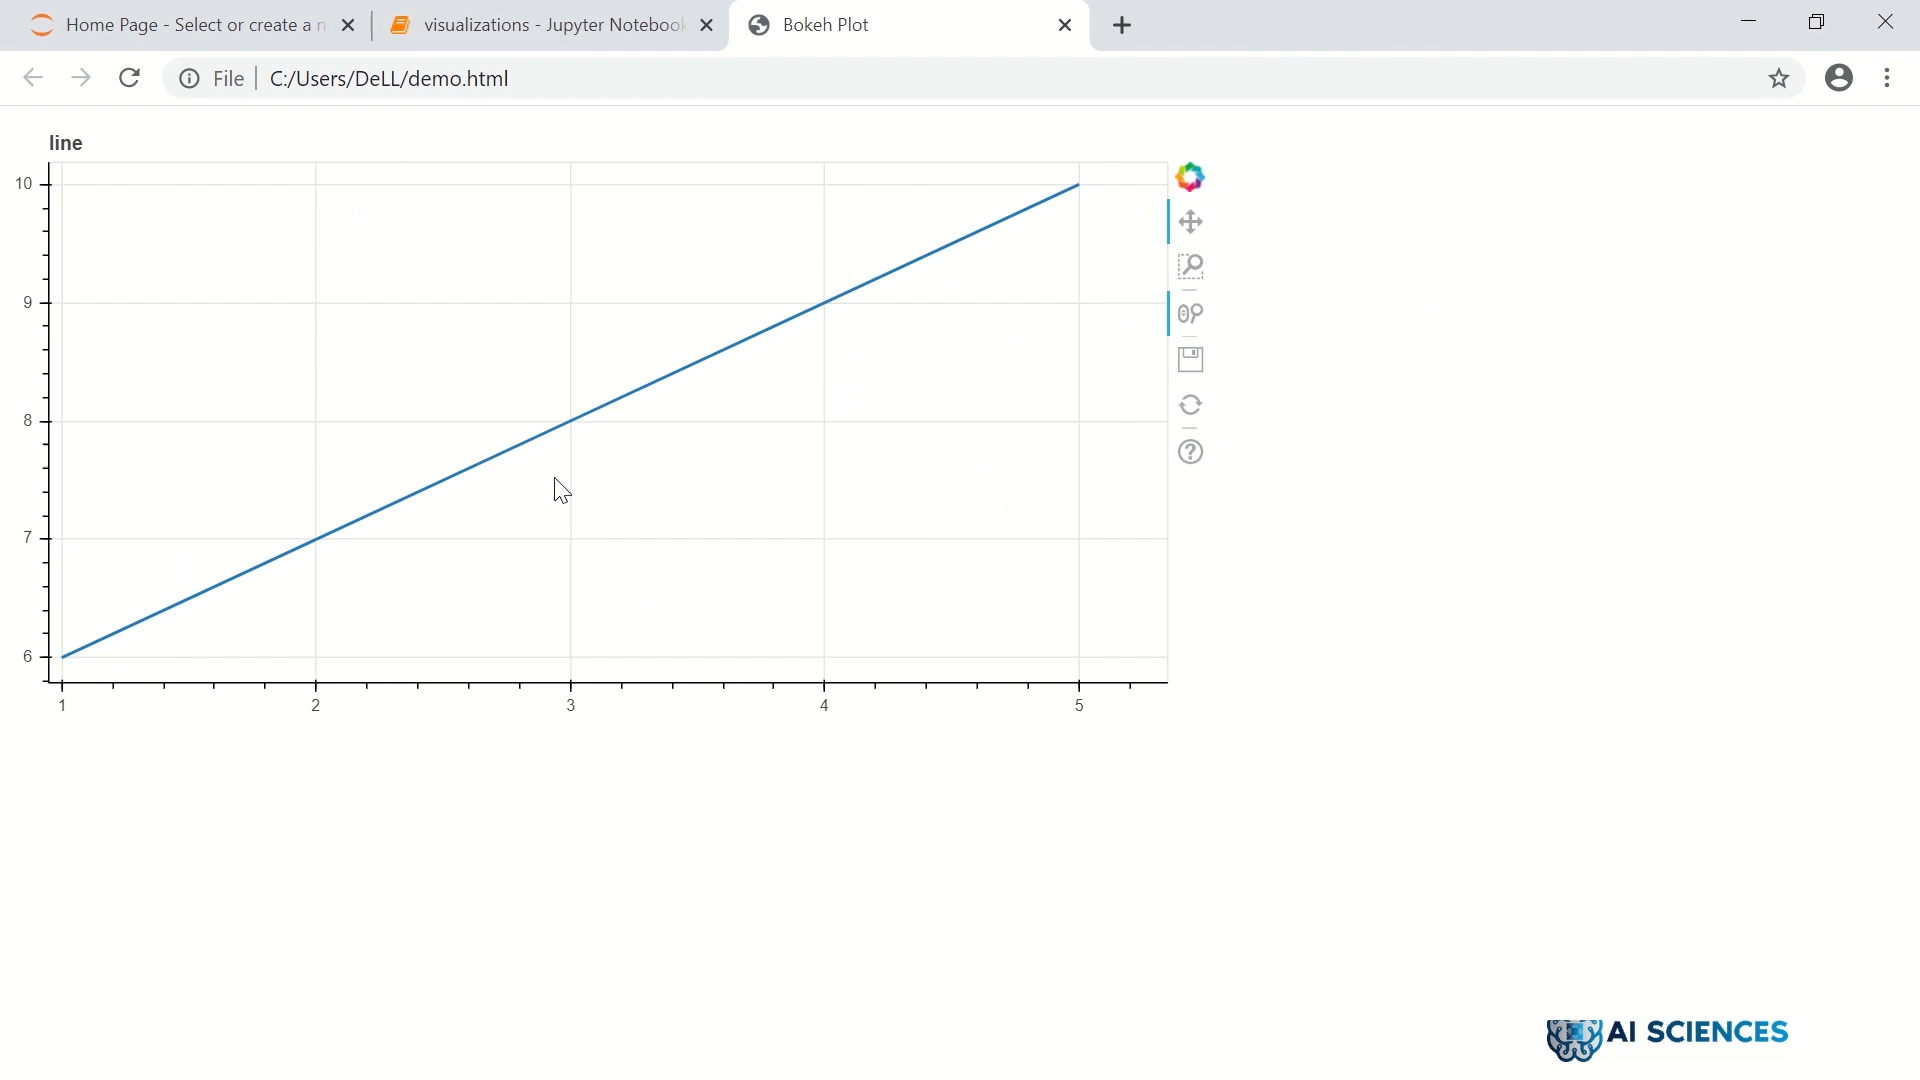 Home Page - Select or create a n
visualizations - Jupyter Notebook
Bokeh Plot
File
C:/Users/DeLL/demo.html
line
10
9
8
7
6
1
2
3
4
5
AI SCIENCES